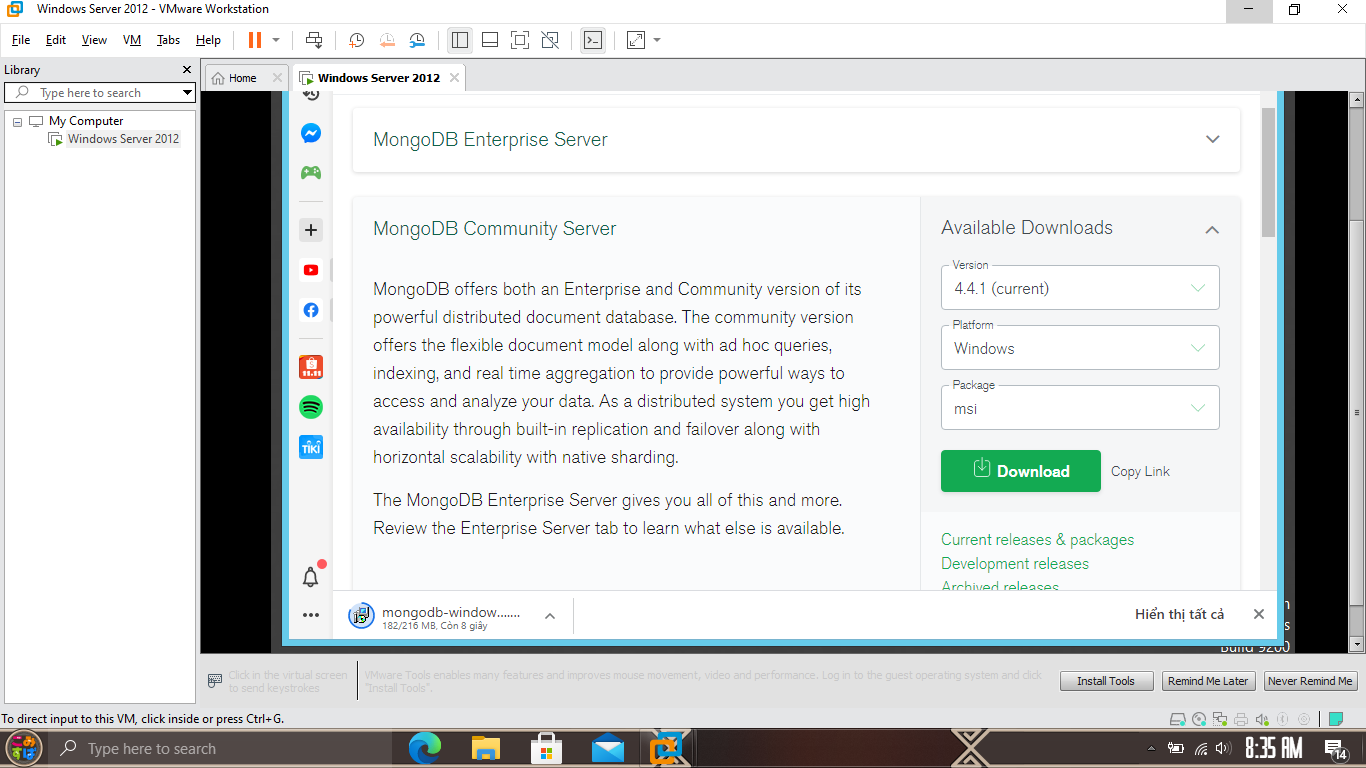 Windows Server 2012 - VMware Workstation
File Edit View VM Tabs Help
Library
Type here to search
My Computer
Windows Server 2012
Home
Windows Server 2012
MongoDB Enterprise Server
MongoDB Community Server
MongoDB offers both an Enterprise and Community version of its
powerful distributed document database. The community version
offers the flexible document model along with ad hoc queries,
indexing, and real time aggregation to provide powerful ways to
access and analyze your data. As a distributed system you get high
availability through built-in replication and failover along with
horizontal scalability with native sharding.
The MongoDB Enterprise Server gives you all of this and more.
Review the Enterprise Server tab to learn what else is available.
Available Downloads
Version
4.4.1 (current)
Platform
Windows
Package
msi
Download
Copy Link
Current releases & packages
Development releases
Archived releases
11.11
TIKI
mongodb-window.......
182/216 MB, Còn 8 giây
Hiển thị tất cả
Build 9200
Click in the virtual screen
to send keystrokes
VMware Tools enables many features and improves mouse movement, video and performance. Log in to the guest operating system and click
"Install Tools".
Install Tools
Remind Me Later
Never Remind Me
To direct input to this VM, click inside or press Ctrl+G.
Type here to search
8:35 AM
14